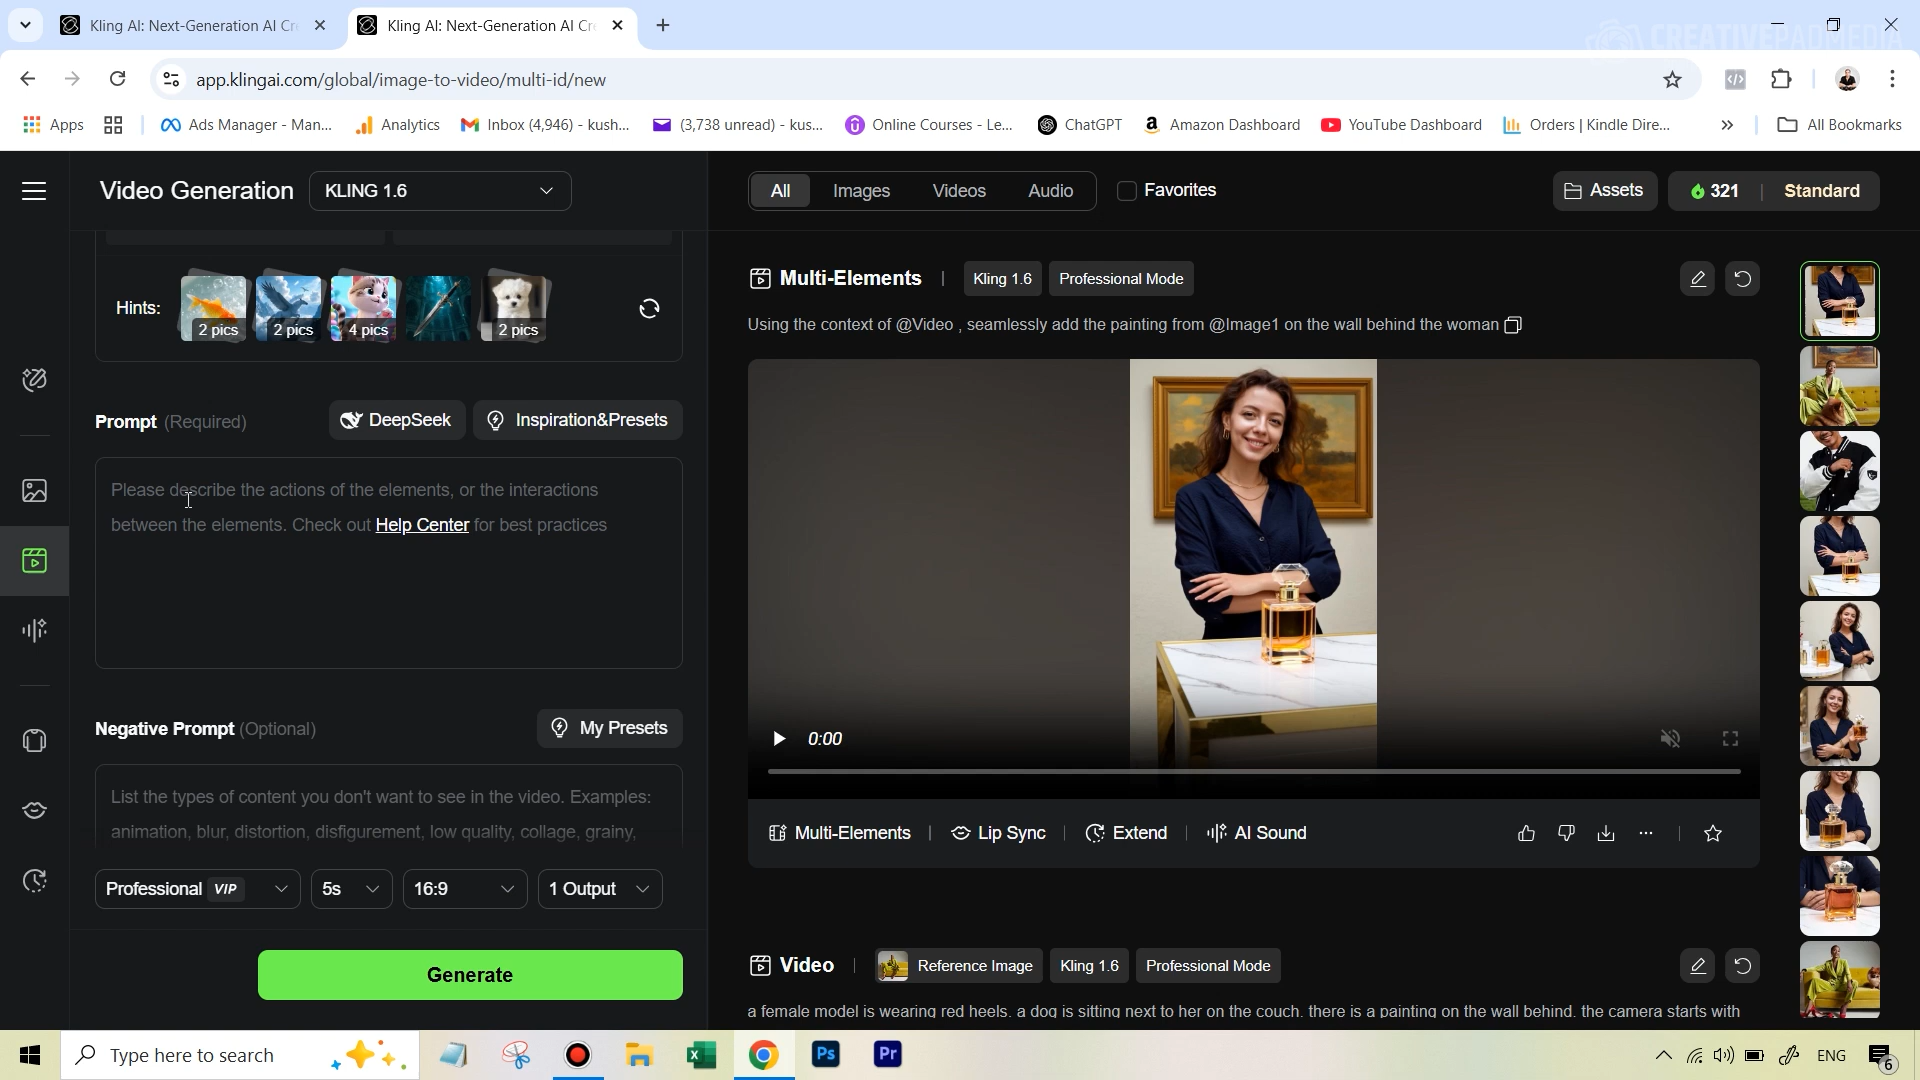 Kling AI: Next-Generation AI Cr
Kling AI: Next-Generation AI Cre
CREATIVEPADMEDIA
app.klingai.com/global/image-to-video/multi-id/new
Apps
Ads Manager - Man...
Analytics
Inbox (4,946) - kush...
(3,738 unread) - kus...
Online Courses - Le...
ChatGPT
Amazon Dashboard
YouTube Dashboard
Orders | Kindle Dire...
All Bookmarks
Video Generation
KLING 1.6
All
Images
Videos
Audio
Favorites
Assets
321
Standard
Hints:
2 pics
2 pics
4 pics
2 pics
Prompt (Required)
DeepSeek
Inspiration&Presets
Please describe the actions of the elements, or the interactions
between the elements. Check out Help Center for best practices
Negative Prompt (Optional)
My Presets
List the types of content you don't want to see in the video. Examples:
animation, blur, distortion, disfigurement, low quality, collage, grainy,
Professional VIP
5s
16:9
1 Output
Generate
Multi-Elements
Kling 1.6
Professional Mode
Using the context of @Video , seamlessly add the painting from @Image1 on the wall behind the woman
0:00
Multi-Elements
Lip Sync
Extend
AI Sound
Video
Reference Image
Kling 1.6
Professional Mode
a female model is wearing red heels. a dog is sitting next to her on the couch. there is a painting on the wall behind. the camera starts with
Type here to search
Ps
Pr
ENG
6